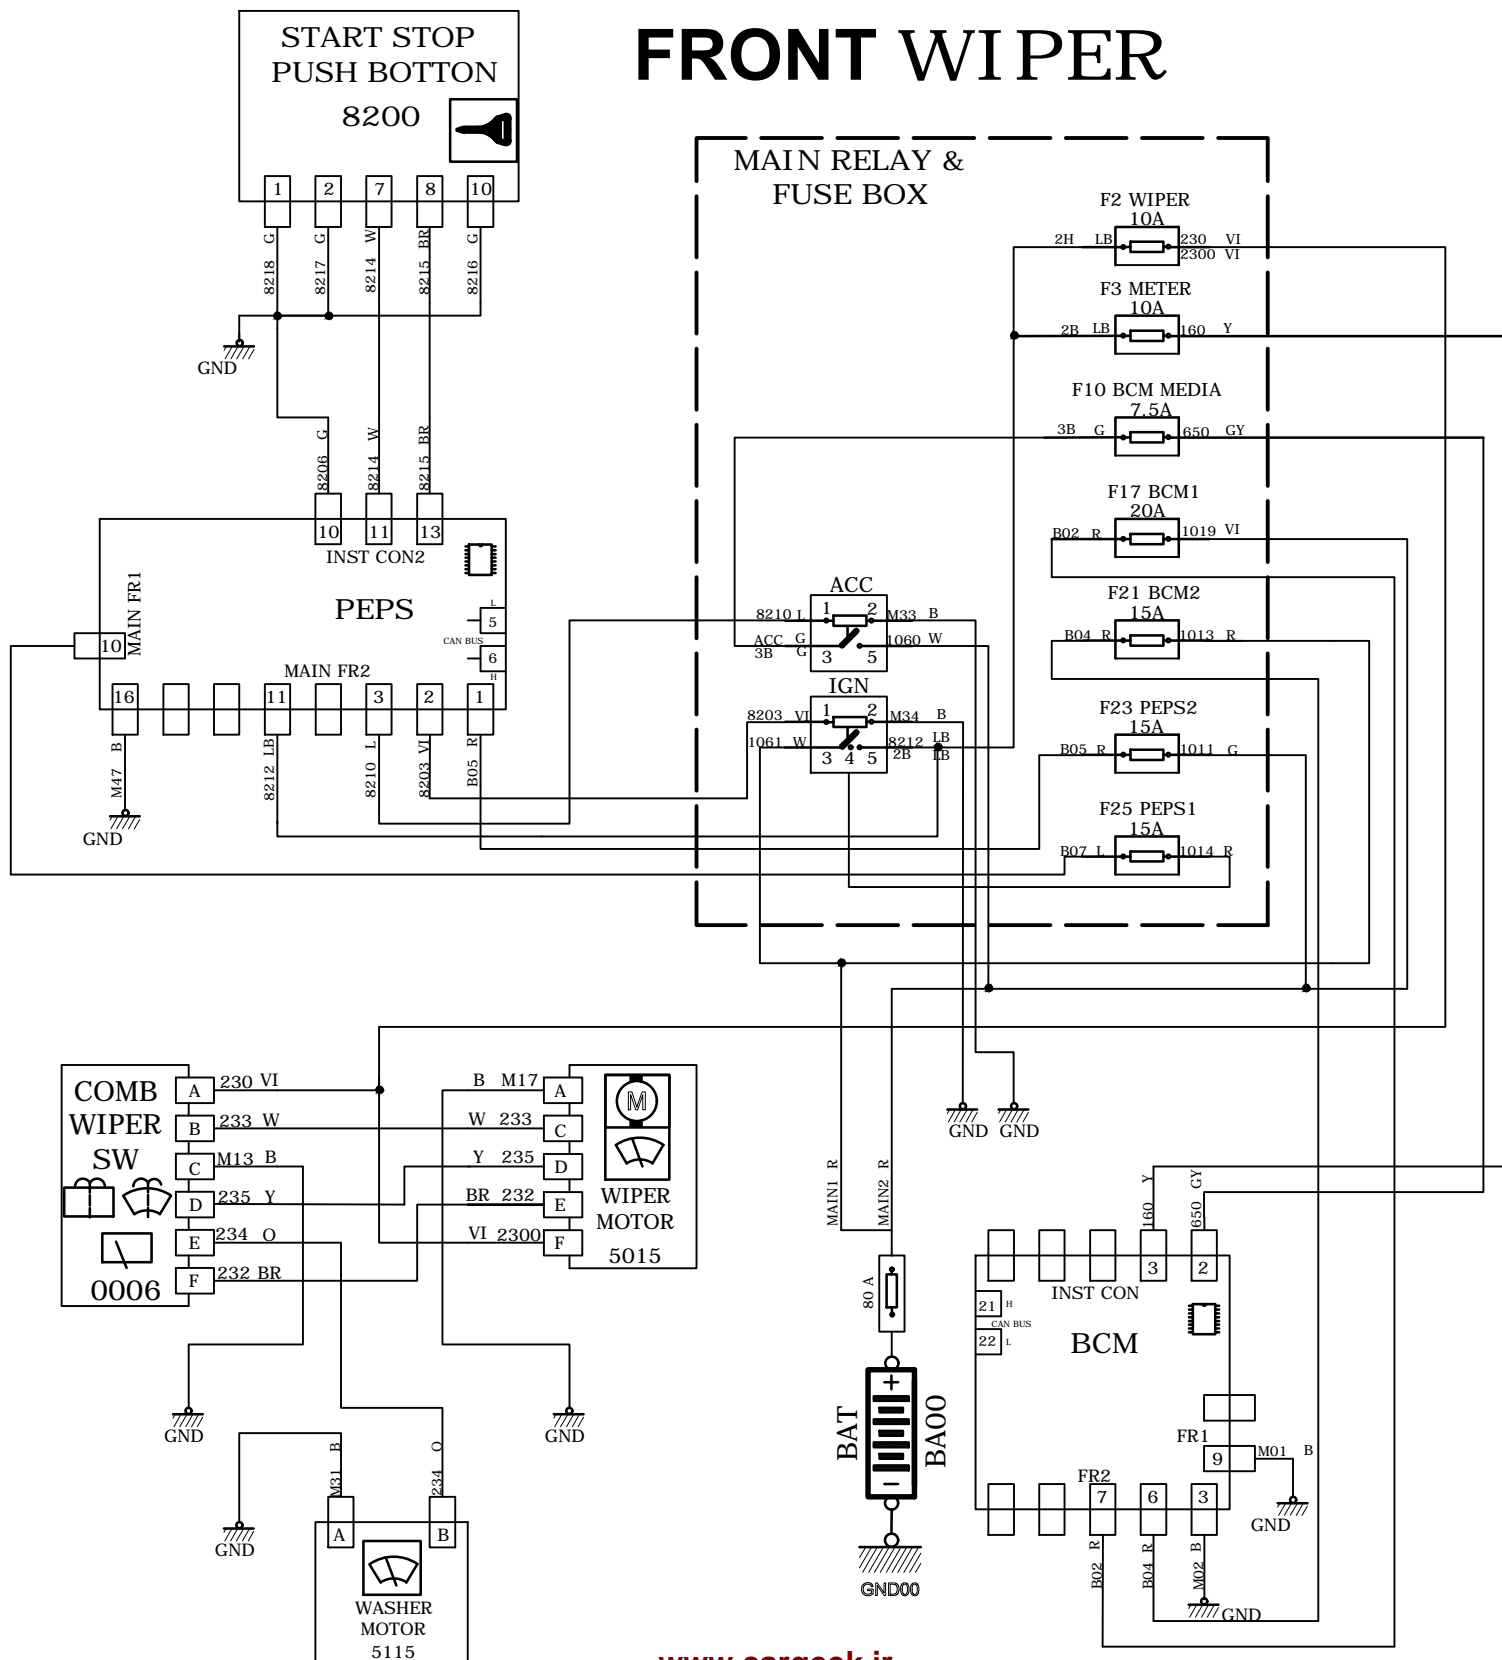 START STOP
PUSH BOTTON
8200
FRONT WIPER
1 2 7 8 10
8218 G
8217 G
8214 W
8215 BR
8216 G
GND
8206 G
8214 W
8215 BR
10 11 13
INST CON2
PEPS
MAIN FR1
10
L
5
CAN BUS
6
H
MAIN FR2
16 11 3 2 1
M47 B
8212 LB
8210 L
8203 VI
B05 R
GND
MAIN RELAY &
FUSE BOX
F2 WIPER
10A
2H LB 230 VI
2300 VI
F3 METER
10A
2B LB 160 Y
F10 BCM MEDIA
7.5A
3B G 650 GY
F17 BCM1
20A
B02 R 1019 VI
F21 BCM2
15A
B04 R 1013 R
F23 PEPS2
15A
B05 R 1011 G
F25 PEPS1
15A
B07 L 1014 R
ACC
8210 L 1 2 M33 B
ACC G 1060 W
3B G 3 5
IGN
8203 VI 1 2 M34 B
1061 W 8212 LB
3 4 5 2B LB
GND GND
COMB
WIPER
SW
0006
A 230 VI
B 233 W
C M13 B
D 235 Y
E 234 O
F 232 BR
B M17 A
W 233 C
Y 235 D
BR 232 E
VI 2300 F
M
WIPER
MOTOR
5015
GND
GND
GND
M31 B
234 O
A B
WASHER
MOTOR
5115
MAIN1 R
MAIN2 R
80 A
+
BAT
BA00
−
GND00
160 Y
650 GY
3 2
INST CON
21 H
CAN BUS
22 L
BCM
FR1
9 M01 B
GND
FR2
7 6 3
B02 R
B04 R
M02 B
GND